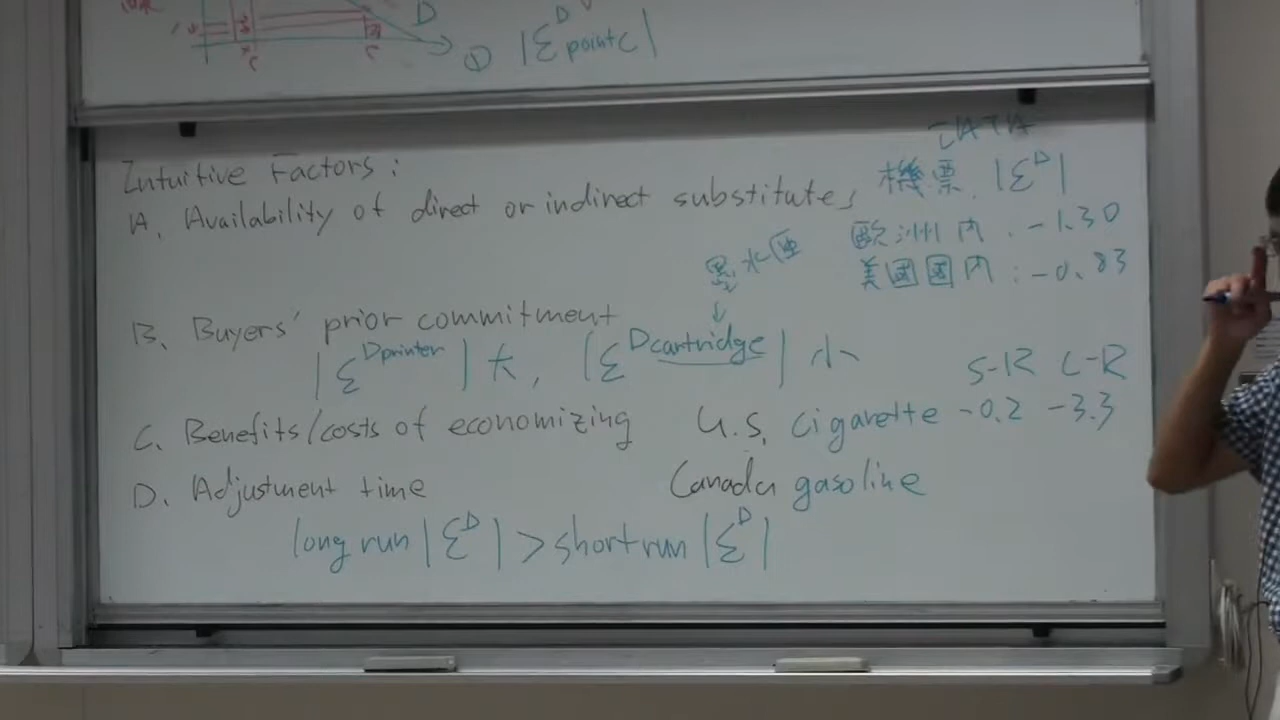 D
① |Ɛ^D point c|
IATA
Intuitive Factors :
機票. |Ɛ^D|
A. Availability of direct or indirect substitutes
歐洲內 : -1.30
墨水匣
美國國內 : -0.83
↓
B. Buyers' prior commitment
|Ɛ^Dprinter| 大, |Ɛ^Dcartridge| 小
S-R L-R
C. Benefits/costs of economizing U.S. cigarette -0.2 -3.3
D. Adjustment time Canada gasoline
long run |Ɛ^D| > short run |Ɛ^D|